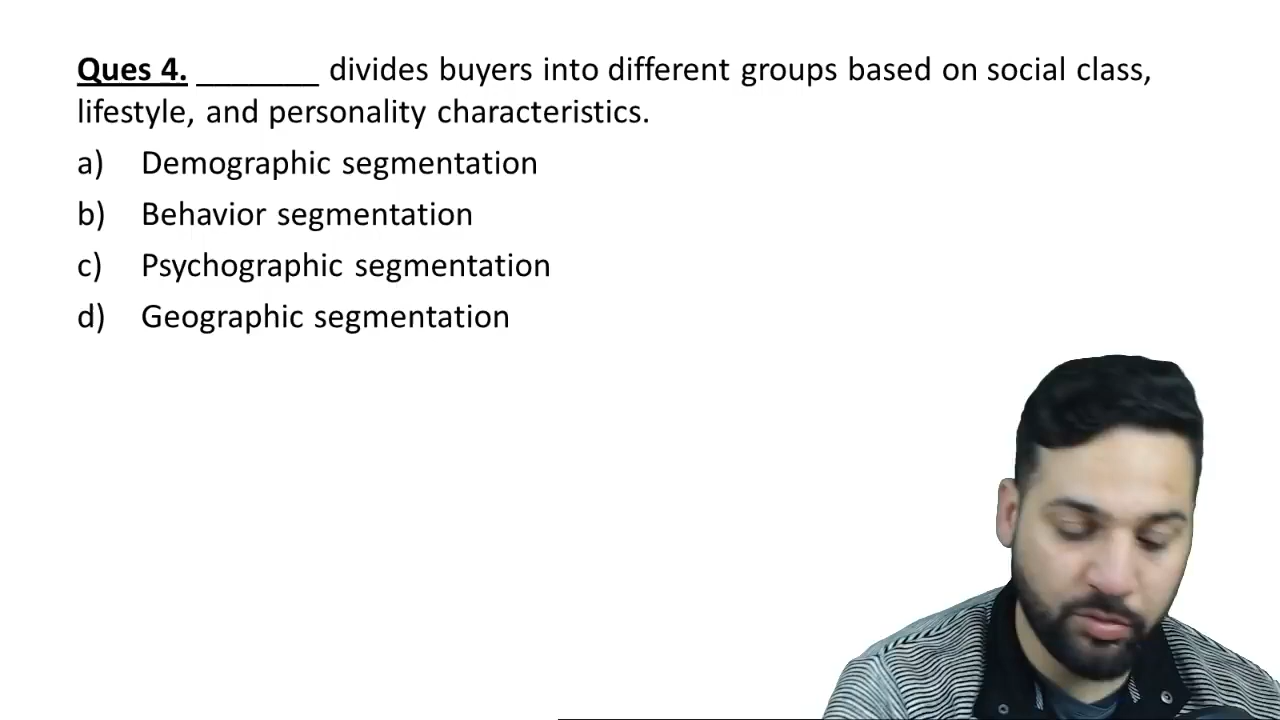 Ques 4. _______ divides buyers into different groups based on social class,
lifestyle, and personality characteristics.
a) Demographic segmentation
b) Behavior segmentation
c) Psychographic segmentation
d) Geographic segmentation